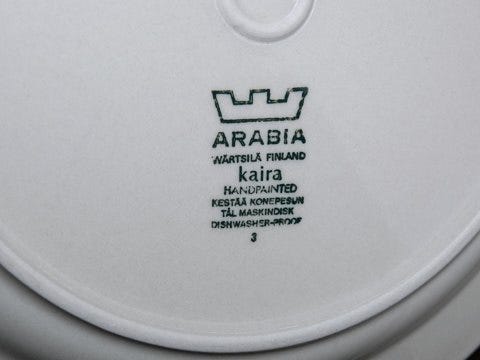 ARABIA
WÄRTSILÄ FINLAND
kaira
HANDPAINTED
KESTÄÄ KONEPESUN
TÅL MASKINDISK
DISHWASHER-PROOF
3